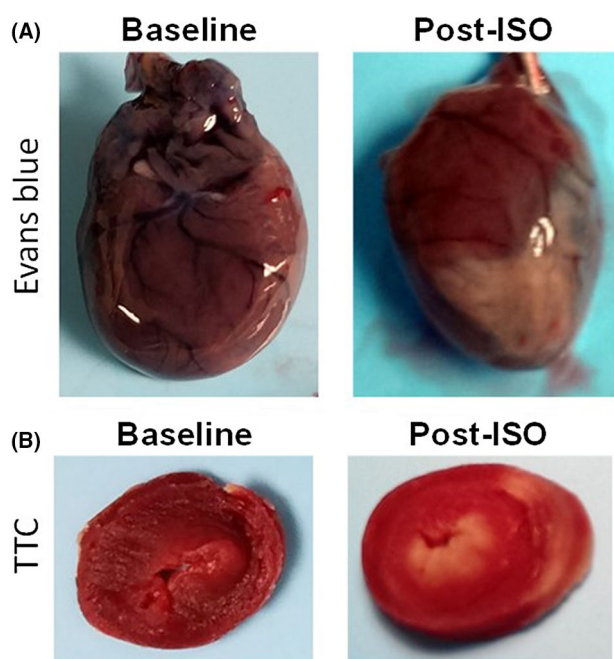 (A)
Baseline
Post-ISO
Evans blue
(B)
Baseline
Post-ISO
TTC